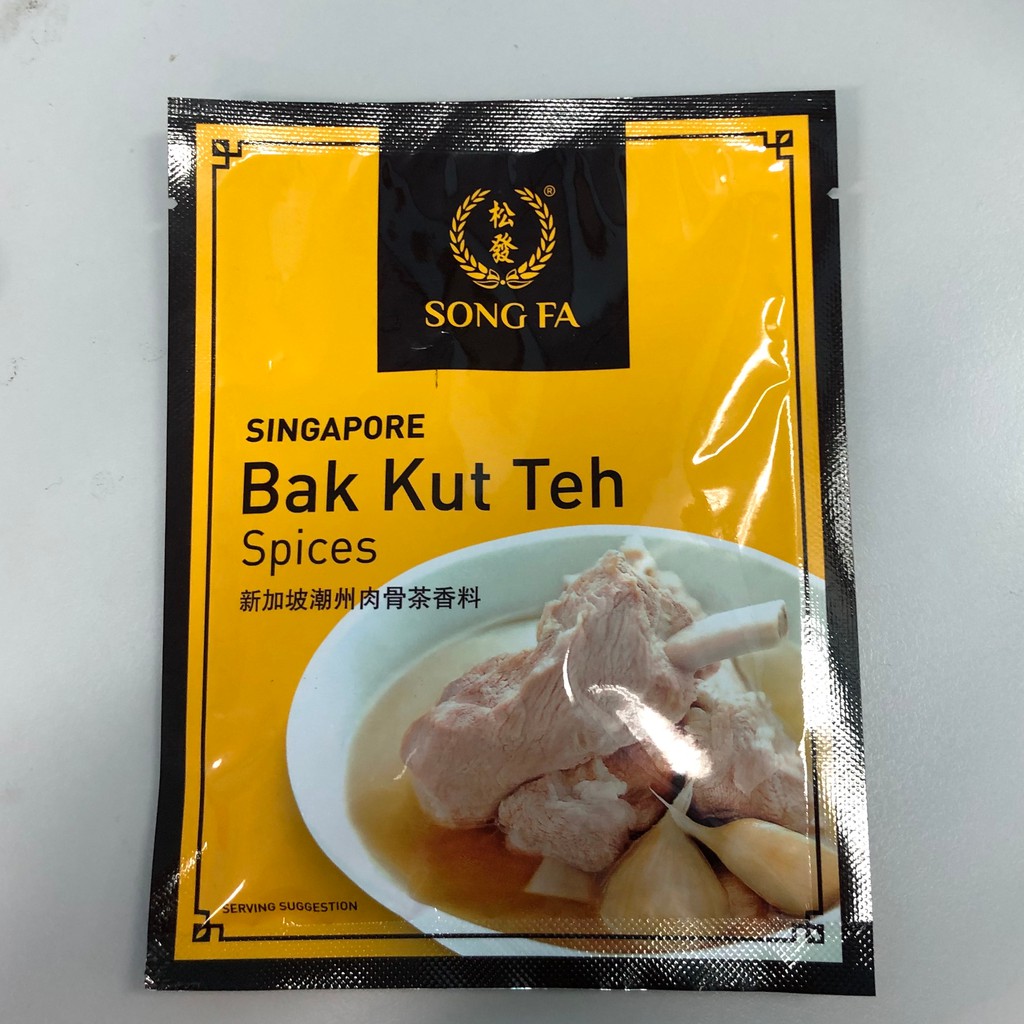 松
發
®
SONG FA
SINGAPORE
Bak Kut Teh
Spices
新加坡潮州肉骨茶香料
SERVING SUGGESTION